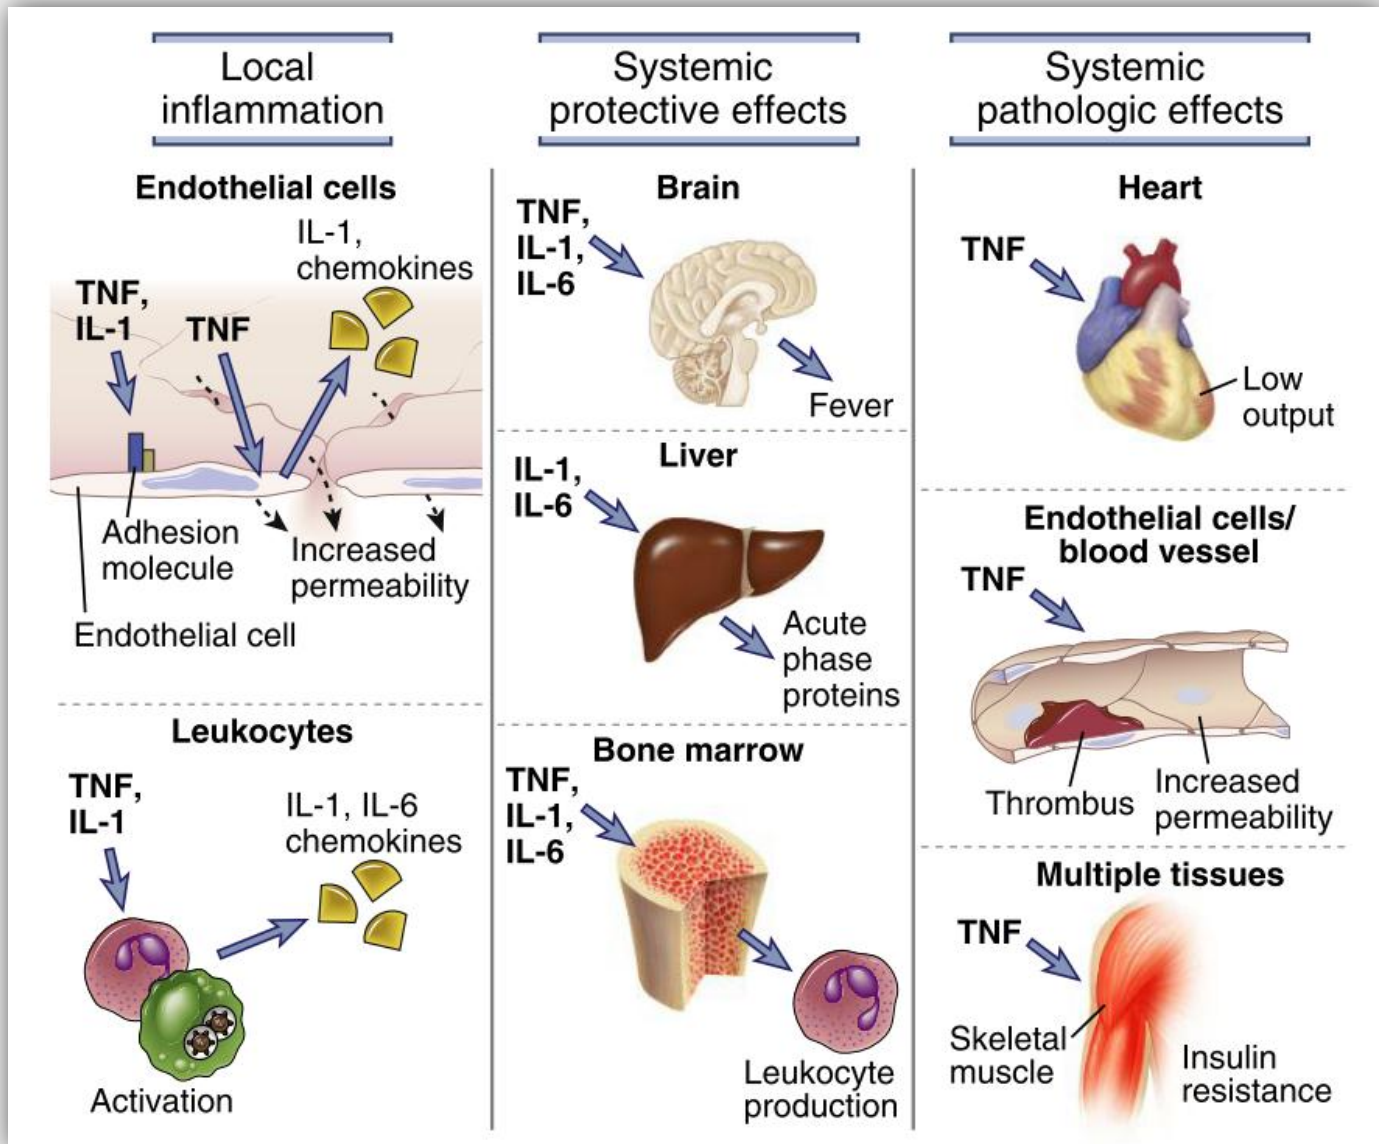 Local
inflammation
Endothelial cells
IL-1,
chemokines
TNF,
IL-1
TNF
Adhesion
molecule
Increased
permeability
Endothelial cell
Leukocytes
TNF,
IL-1
IL-1, IL-6
chemokines
Activation
Systemic
protective effects
Brain
TNF,
IL-1,
IL-6
Fever
Liver
IL-1,
IL-6
Acute
phase
proteins
Bone marrow
TNF,
IL-1,
IL-6
Leukocyte
production
Systemic
pathologic effects
Heart
TNF
Low
output
Endothelial cells/
blood vessel
TNF
Thrombus
Increased
permeability
Multiple tissues
TNF
Skeletal
muscle
Insulin
resistance